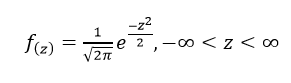 f₍z₎ = 1/√2π e^(-z²/2), -∞ < z < ∞